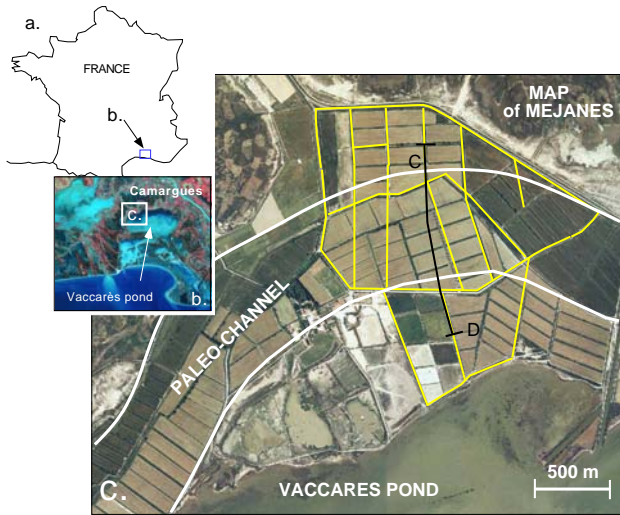 a.
FRANCE
b.
Camargues
c.
Vaccarès pond
b.
MAP
of MEJANES
C
D
PALEO-CHANNEL
C.
VACCARES POND
500 m